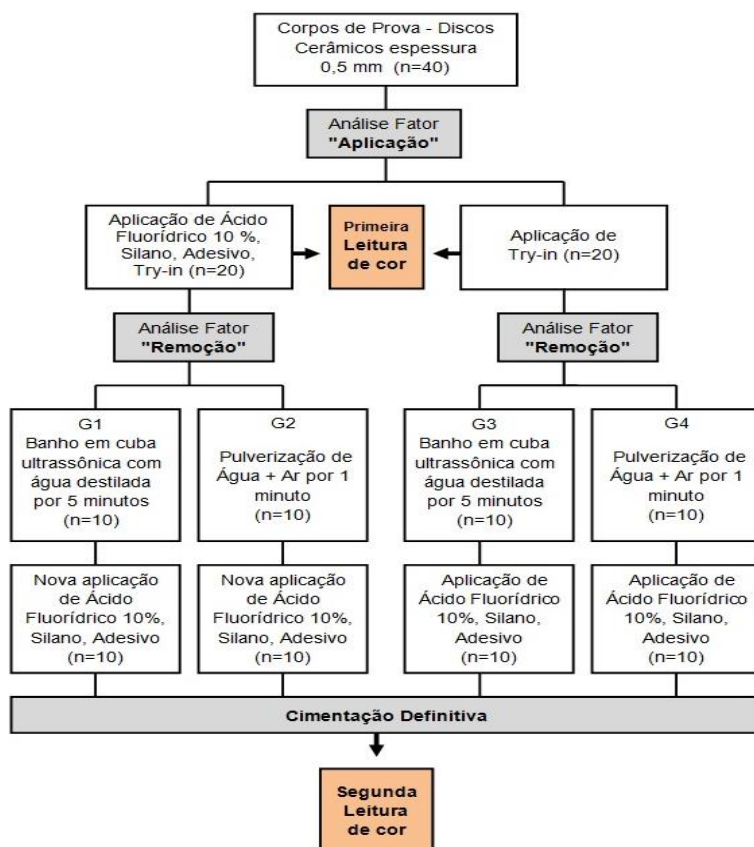 Corpos de Prova - Discos
Cerâmicos espessura
0,5 mm (n=40)
Análise Fator
"Aplicação"
Aplicação de Ácido
Fluorídrico 10 %,
Silano, Adesivo,
Try-in (n=20)
Primeira
Leitura
de cor
Aplicação de
Try-in (n=20)
Análise Fator
"Remoção"
Análise Fator
"Remoção"
G1
Banho em cuba
ultrassônica com
água destilada
por 5 minutos
(n=10)
G2
Pulverização de
Água + Ar por 1
minuto
(n=10)
G3
Banho em cuba
ultrassônica com
água destilada
por 5 minutos
(n=10)
G4
Pulverização de
Água + Ar por 1
minuto
(n=10)
Nova aplicação
de Ácido
Fluorídrico 10%,
Silano, Adesivo
(n=10)
Nova aplicação
de Ácido
Fluorídrico 10%,
Silano, Adesivo
(n=10)
Aplicação de
Ácido Fluorídrico
10%, Silano,
Adesivo
(n=10)
Aplicação de
Ácido Fluorídrico
10%, Silano,
Adesivo
(n=10)
Cimentação Definitiva
Segunda
Leitura
de cor